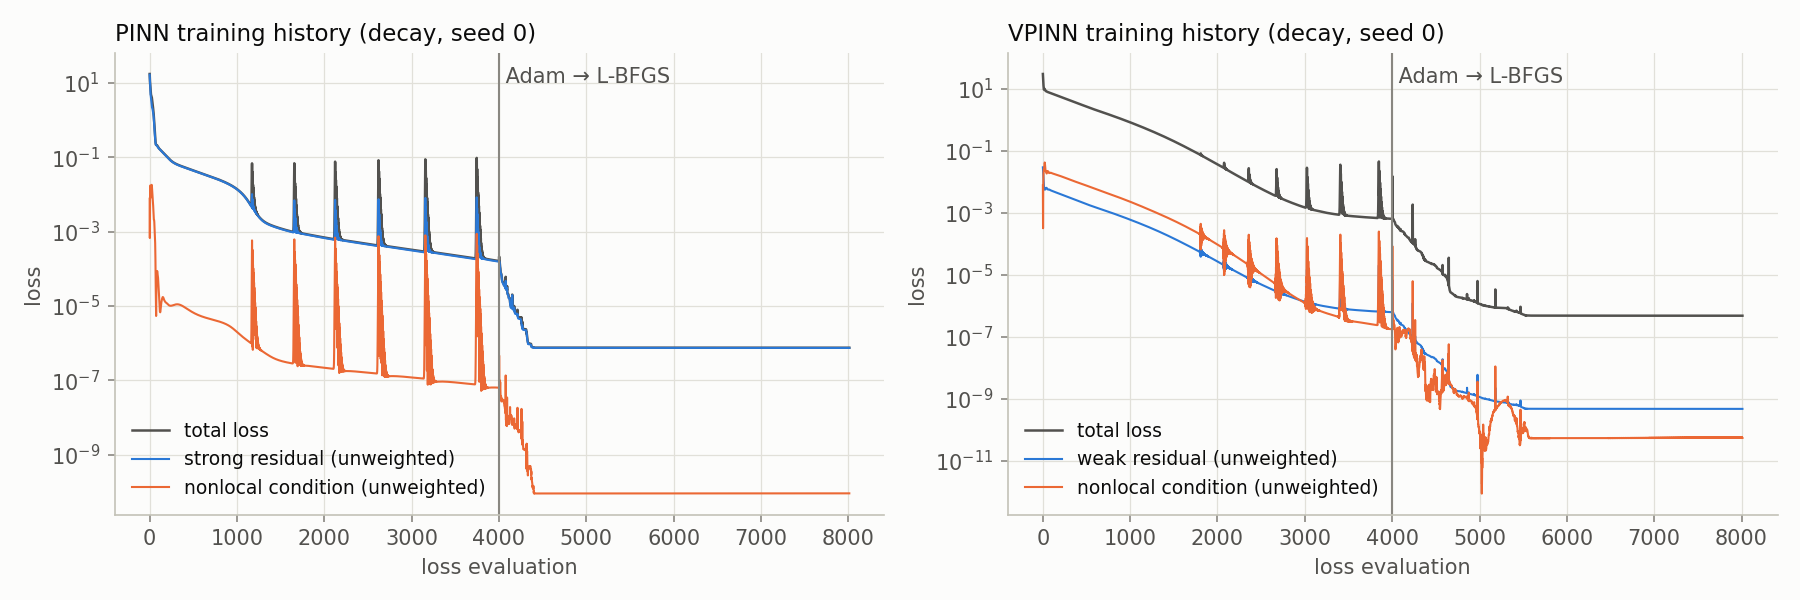 PINN training history (decay, seed 0)
Adam → L-BFGS
loss
10¹
10⁻¹
10⁻³
10⁻⁵
10⁻⁷
10⁻⁹
total loss
strong residual (unweighted)
nonlocal condition (unweighted)
0 1000 2000 3000 4000 5000 6000 7000 8000
loss evaluation
VPINN training history (decay, seed 0)
Adam → L-BFGS
loss
10¹
10⁻¹
10⁻³
10⁻⁵
10⁻⁷
10⁻⁹
10⁻¹¹
total loss
weak residual (unweighted)
nonlocal condition (unweighted)
0 1000 2000 3000 4000 5000 6000 7000 8000
loss evaluation